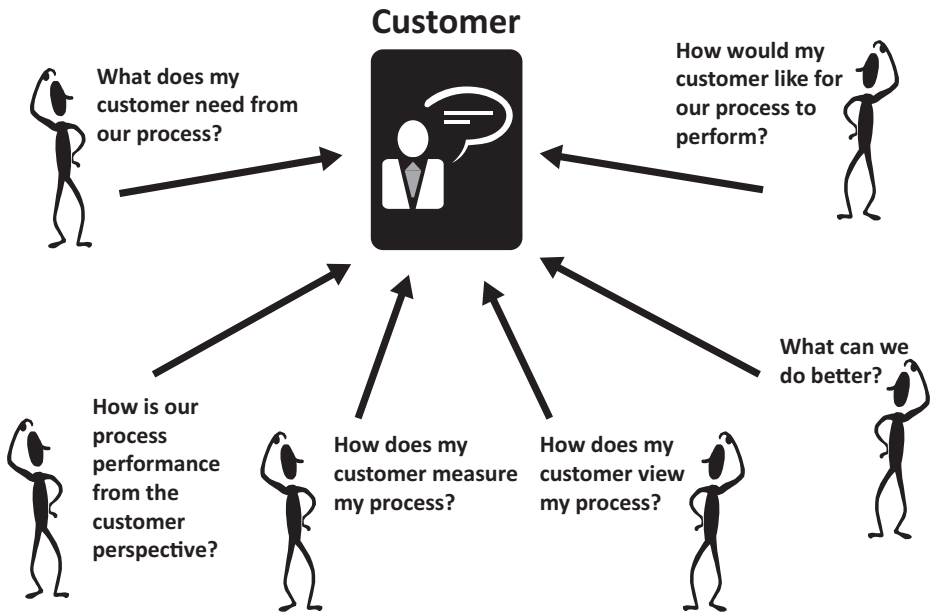 Customer
What does my
customer need from
our process?
How would my
customer like for
our process to
perform?
How is our
process
performance
from the
customer
perspective?
How does my
customer measure
my process?
How does my
customer view
my process?
What can we
do better?